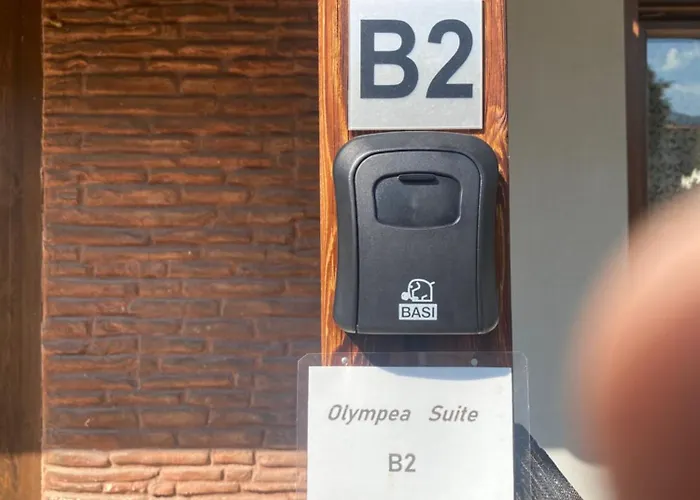 B2
BASI
Olympea Suite
B2